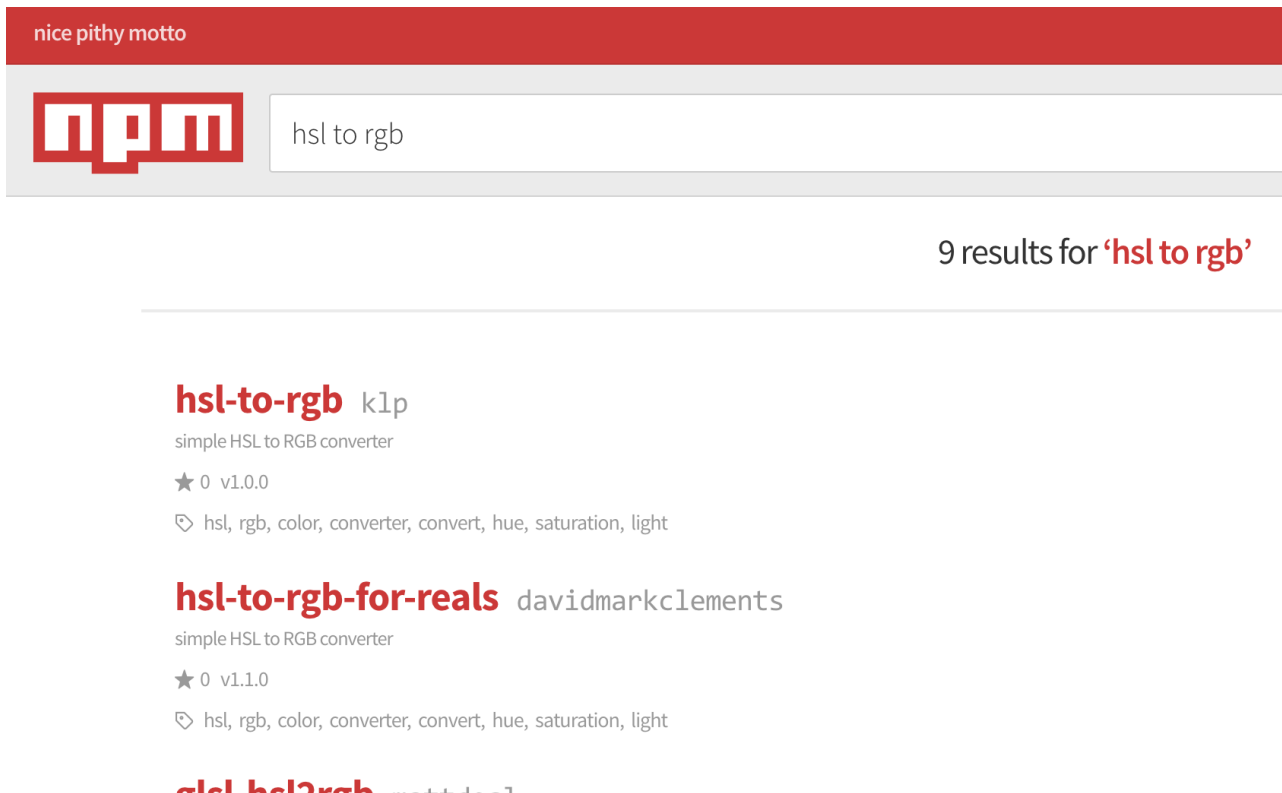 nice pithy motto
npm
hsl to rgb
9 results for ‘hsl to rgb’
hsl-to-rgb klp
simple HSL to RGB converter
0 v1.0.0
hsl, rgb, color, converter, convert, hue, saturation, light
hsl-to-rgb-for-reals davidmarkclements
simple HSL to RGB converter
0 v1.1.0
hsl, rgb, color, converter, convert, hue, saturation, light
glsl-hsl2rgb